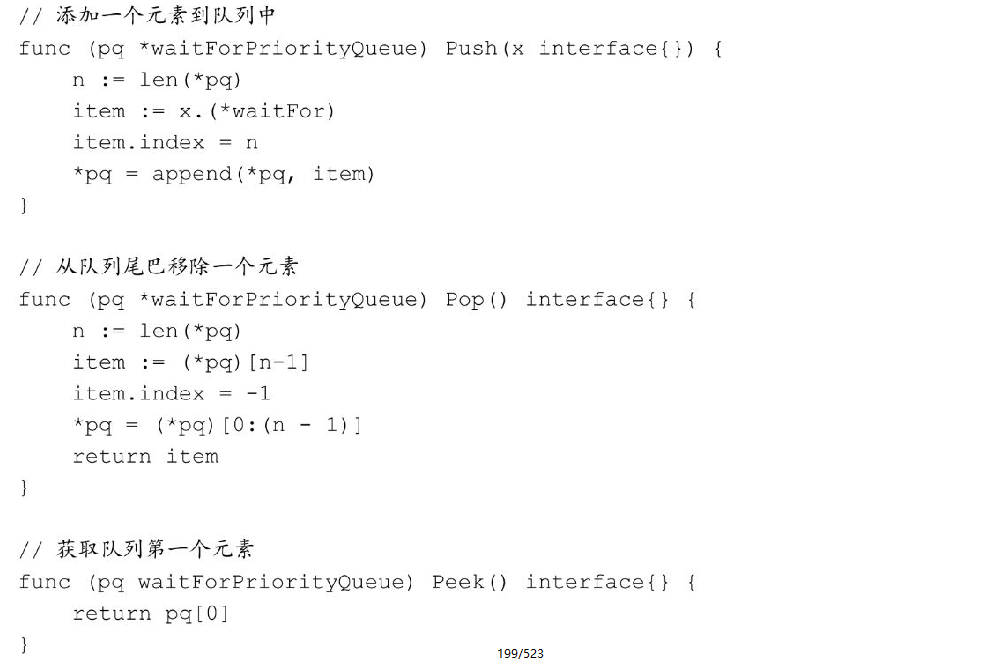 // 添加一个元素到队列中
func (pq *waitForPriorityQueue) Push(x interface{}) {
    n := len(*pq)
    item := x.(*waitFor)
    item.index = n
    *pq = append(*pq, item)
}

// 从队列尾巴移除一个元素
func (pq *waitForPriorityQueue) Pop() interface{} {
    n := len(*pq)
    item := (*pq)[n-1]
    item.index = -1
    *pq = (*pq)[0:(n - 1)]
    return item
}

// 获取队列第一个元素
func (pq waitForPriorityQueue) Peek() interface{} {
    return pq[0]
}
199/523